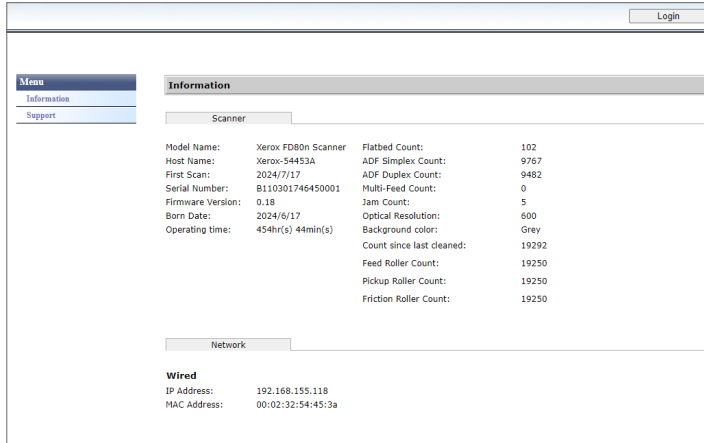 Login
Menu
Information
Support
Information
Scanner
Model Name: Xerox FD80n Scanner Flatbed Count: 102
Host Name: Xerox-54453A ADF Simplex Count: 9767
First Scan: 2024/7/17 ADF Duplex Count: 9482
Serial Number: B110301746450001 Multi-Feed Count: 0
Firmware Version: 0.18 Jam Count: 5
Born Date: 2024/6/17 Optical Resolution: 600
Operating time: 454hr(s) 44min(s) Background color: Grey
Count since last cleaned: 19292
Feed Roller Count: 19250
Pickup Roller Count: 19250
Friction Roller Count: 19250
Network
Wired
IP Address: 192.168.155.118
MAC Address: 00:02:32:54:45:3a